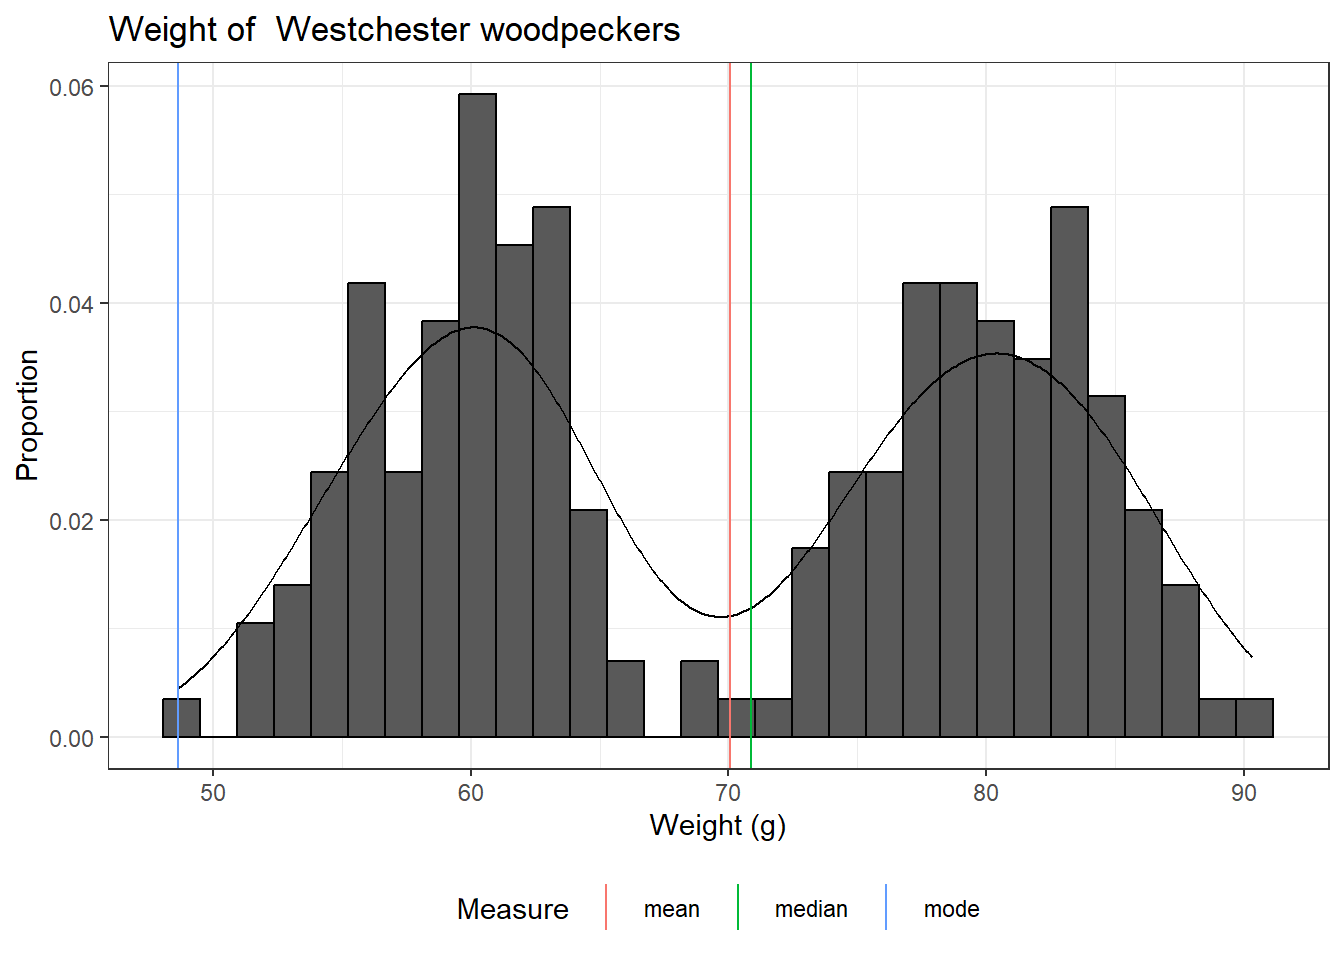 Weight of  Westchester woodpeckers
0.06
0.04
0.02
0.00
Proportion
50 60 70 80 90
Weight (g)
Measure mean median mode